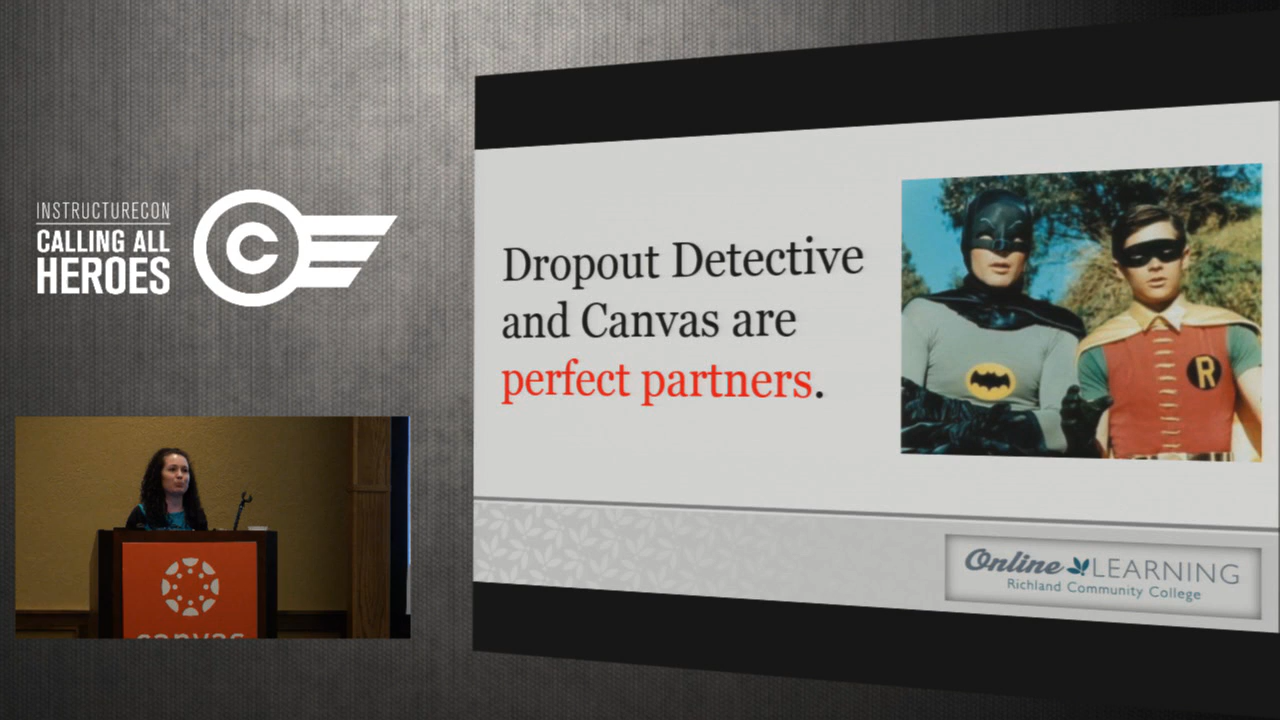 INSTRUCTURECON
CALLING ALL
HEROES
C
Dropout Detective
and Canvas are
perfect partners.
R
Online LEARNING
Richland Community College
canvas